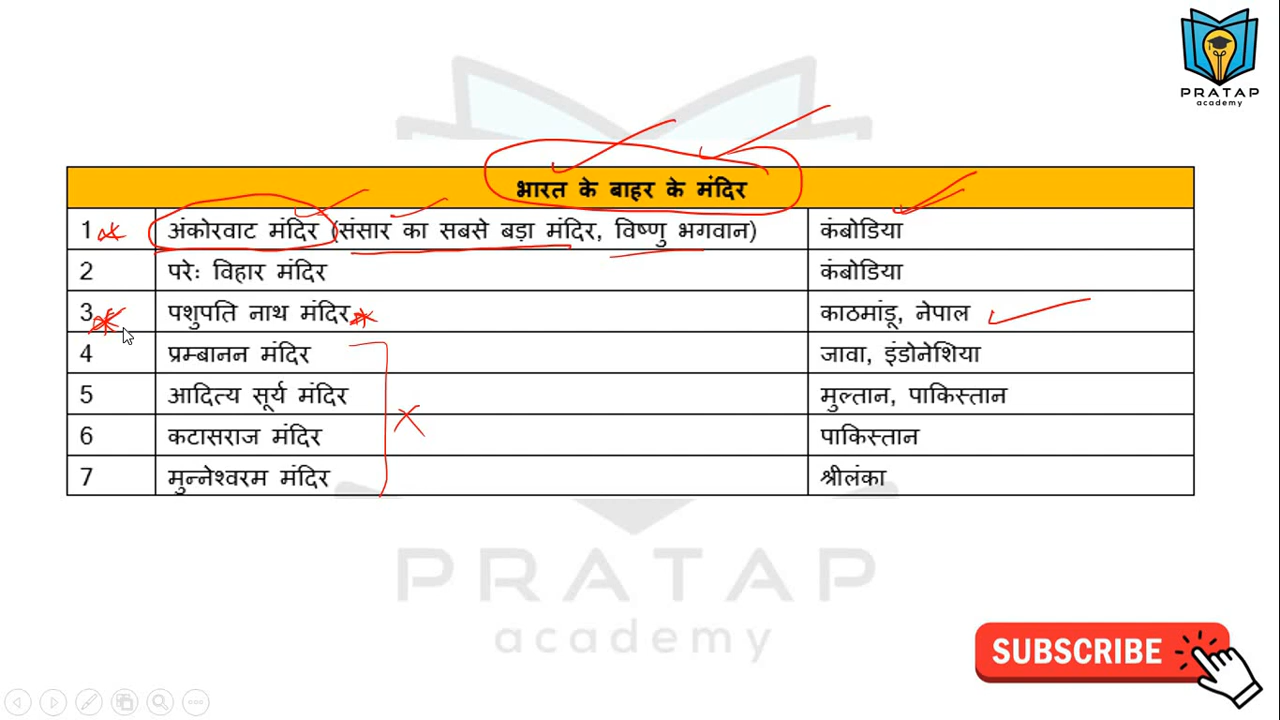 PRATAP
academy
भारत के बाहर के मंदिर
1 अंकोरवाट मंदिर (संसार का सबसे बड़ा मंदिर, विष्णु भगवान) कंबोडिया
2 परेः विहार मंदिर कंबोडिया
3 पशुपति नाथ मंदिर काठमांडू, नेपाल
4 प्रम्बानन मंदिर जावा, इंडोनेशिया
5 आदित्य सूर्य मंदिर मुल्तान, पाकिस्तान
6 कटासराज मंदिर पाकिस्तान
7 मुन्नेश्वरम मंदिर श्रीलंका
PRATAP
academy
SUBSCRIBE